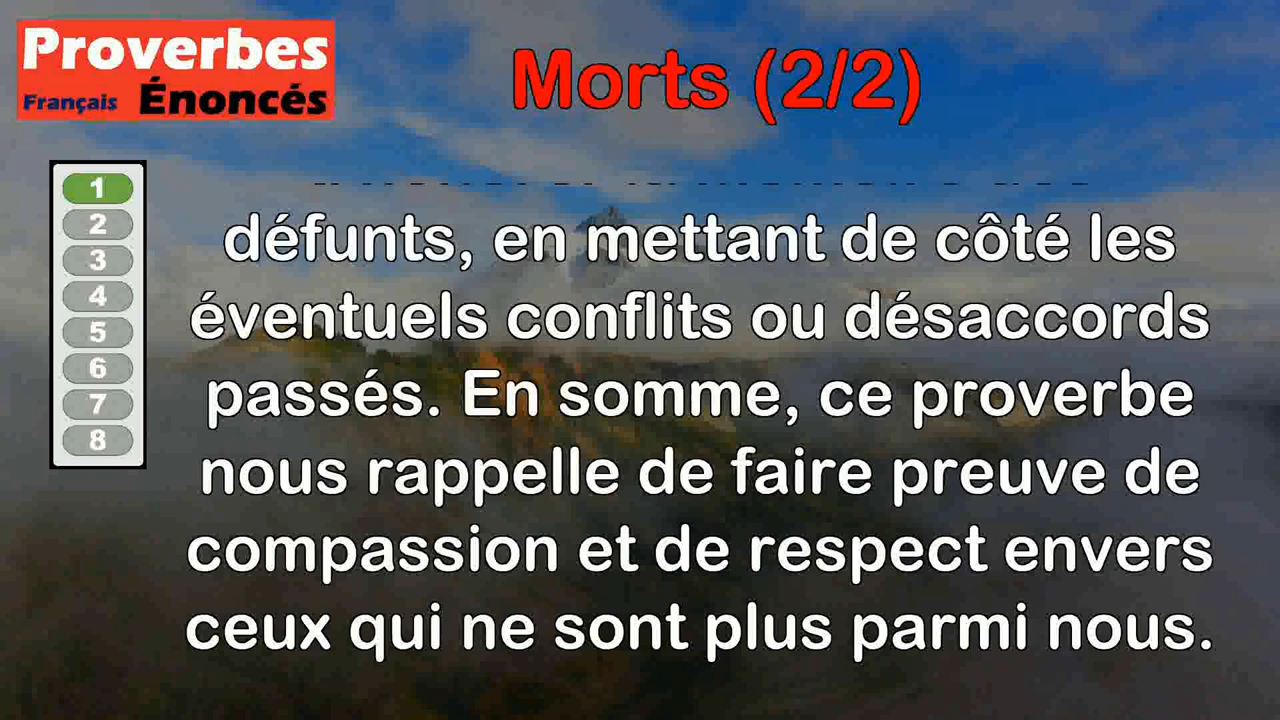 Proverbes
Français Énoncés
Morts (2/2)
1
2
3
4
5
6
7
8
défunts, en mettant de côté les
éventuels conflits ou désaccords
passés. En somme, ce proverbe
nous rappelle de faire preuve de
compassion et de respect envers
ceux qui ne sont plus parmi nous.